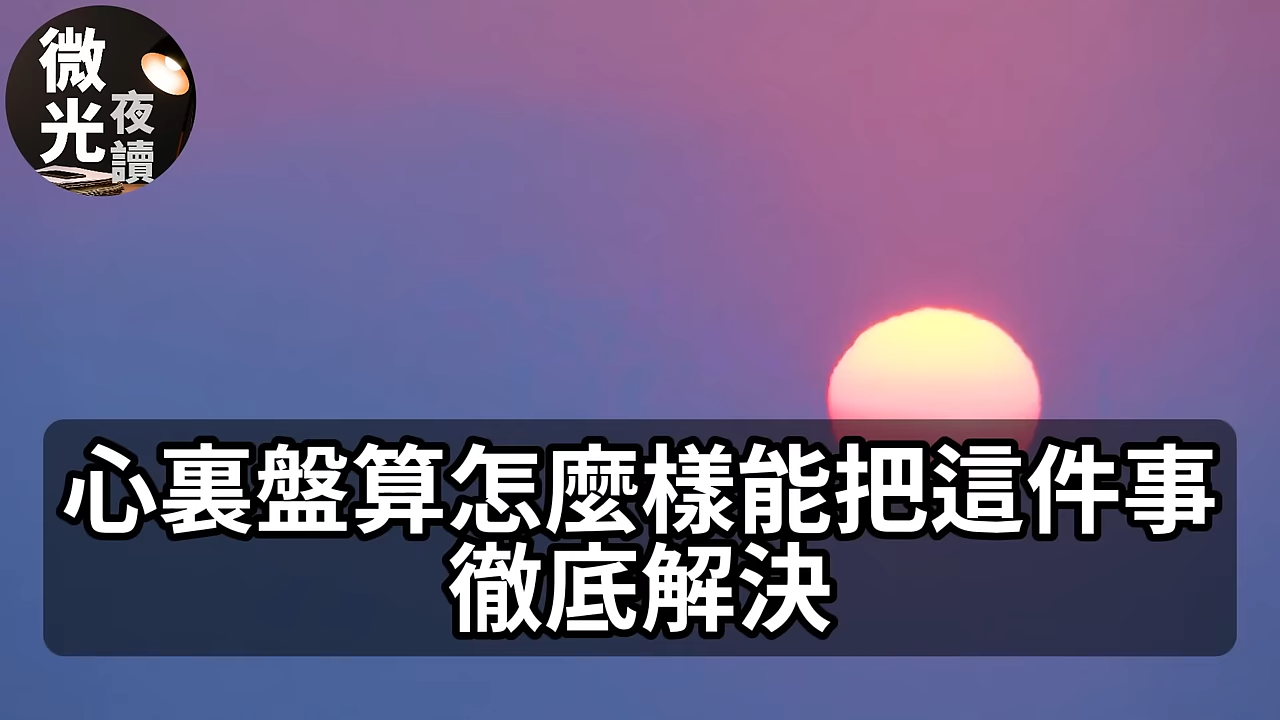 微光
夜讀
心裏盤算怎麼樣能把這件事
徹底解決